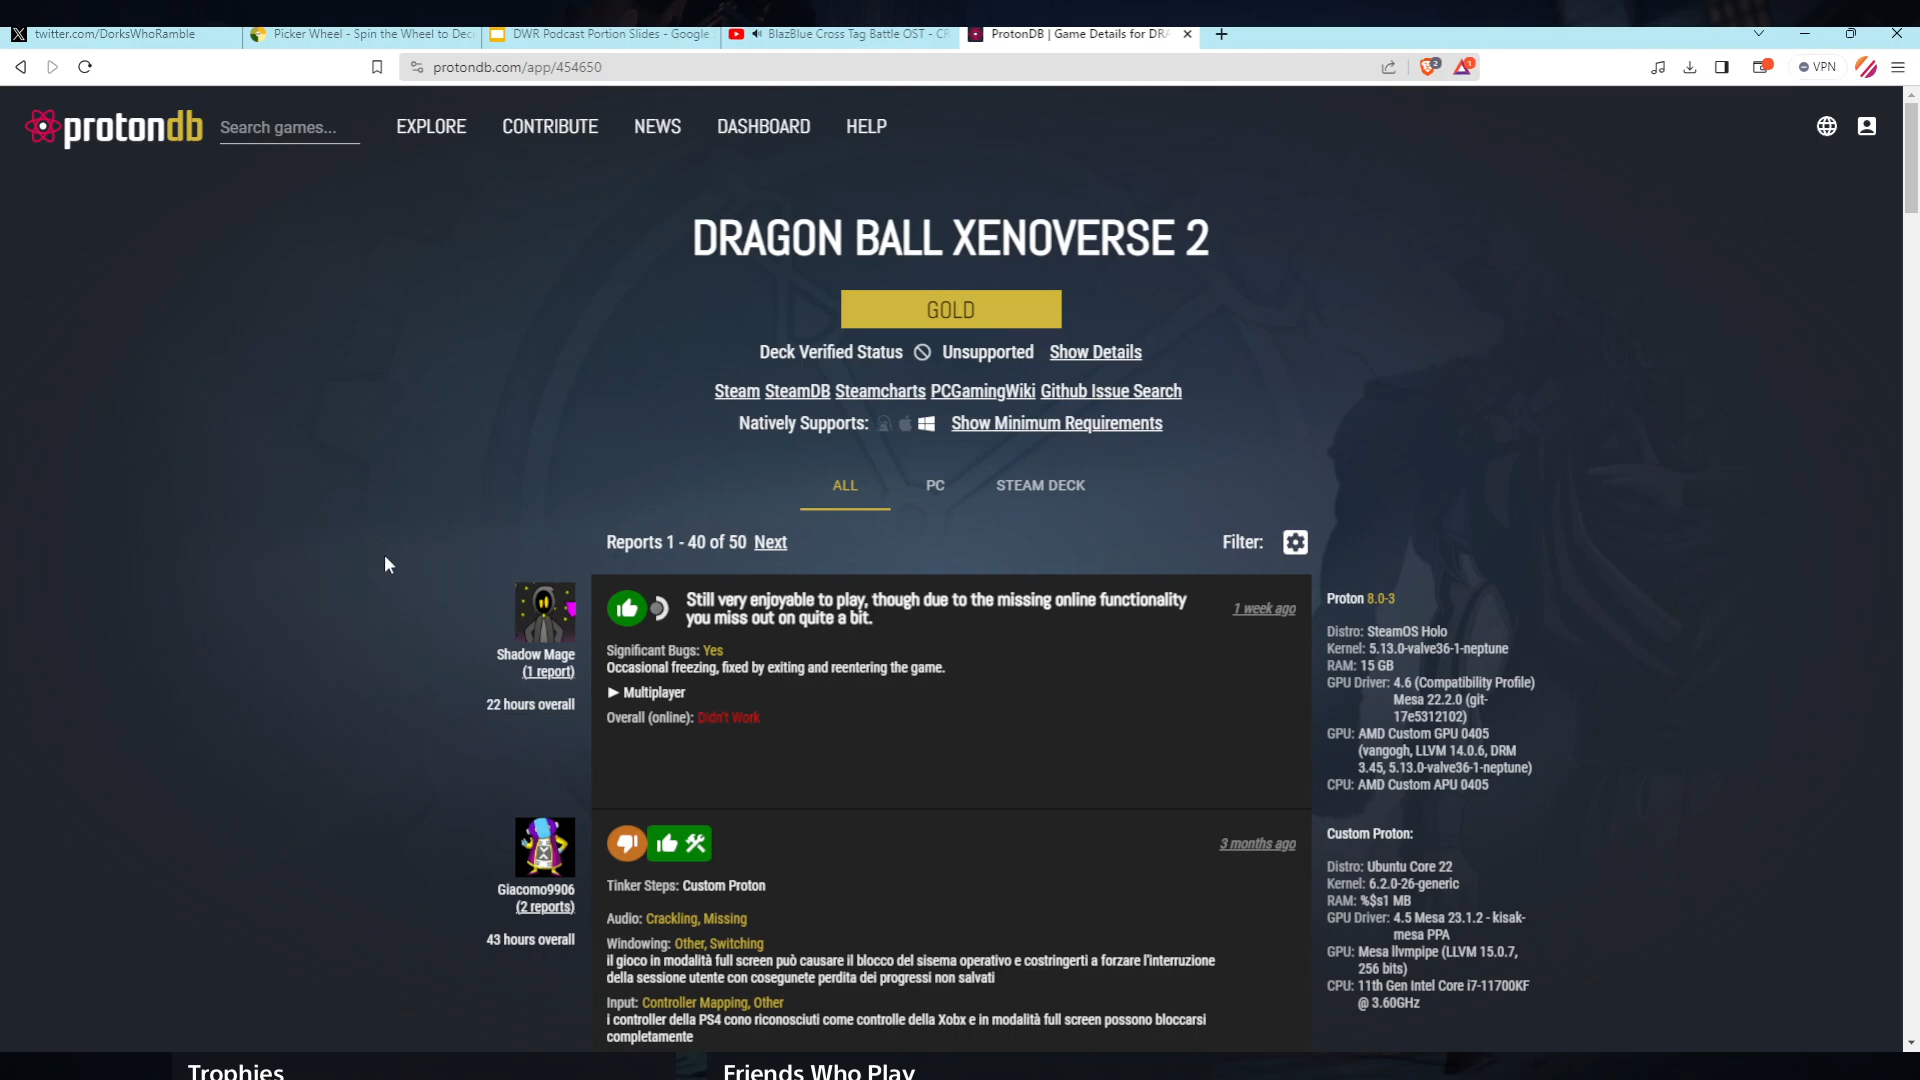 twitter.com/DorksWhoRamble
Picker Wheel - Spin the Wheel to Dec
DWR Podcast Portion Slides - Google
BlazBlue Cross Tag Battle OST - CR
ProtonDB | Game Details for DRA
protondb.com/app/454650
2
1
VPN
protondb
Search games...
EXPLORE
CONTRIBUTE
NEWS
DASHBOARD
HELP
DRAGON BALL XENOVERSE 2
GOLD
Deck Verified Status Unsupported Show Details
Steam SteamDB Steamcharts PCGamingWiki Github Issue Search
Natively Supports: Show Minimum Requirements
ALL
PC
STEAM DECK
Reports 1 - 40 of 50 Next
Filter:
Shadow Mage
(1 report)
22 hours overall
Still very enjoyable to play, though due to the missing online functionality
you miss out on quite a bit.
1 week ago
Significant Bugs: Yes
Occasional freezing, fixed by exiting and reentering the game.
▶ Multiplayer
Overall (online): Didn't Work
Proton 8.0-3
Distro: SteamOS Holo
Kernel: 5.13.0-valve36-1-neptune
RAM: 15 GB
GPU Driver: 4.6 (Compatibility Profile)
Mesa 22.2.0 (git-
17e5312102)
GPU: AMD Custom GPU 0405
(vangogh, LLVM 14.0.6, DRM
3.45, 5.13.0-valve36-1-neptune)
CPU: AMD Custom APU 0405
Giacomo9906
(2 reports)
43 hours overall
3 months ago
Tinker Steps: Custom Proton
Audio: Crackling, Missing
Windowing: Other, Switching
il gioco in modalità full screen può causare il blocco del sisema operativo e costringerti a forzare l'interruzione
della sessione utente con cosegunete perdita dei progressi non salvati
Input: Controller Mapping, Other
i controller della PS4 cono riconosciuti come controlle della Xobx e in modalità full screen possono bloccarsi
completamente
Custom Proton:
Distro: Ubuntu Core 22
Kernel: 6.2.0-26-generic
RAM: %$s1 MB
GPU Driver: 4.5 Mesa 23.1.2 - kisak-
mesa PPA
GPU: Mesa llvmpipe (LLVM 15.0.7,
256 bits)
CPU: 11th Gen Intel Core i7-11700KF
@ 3.60GHz
Trophies
Friends Who Play